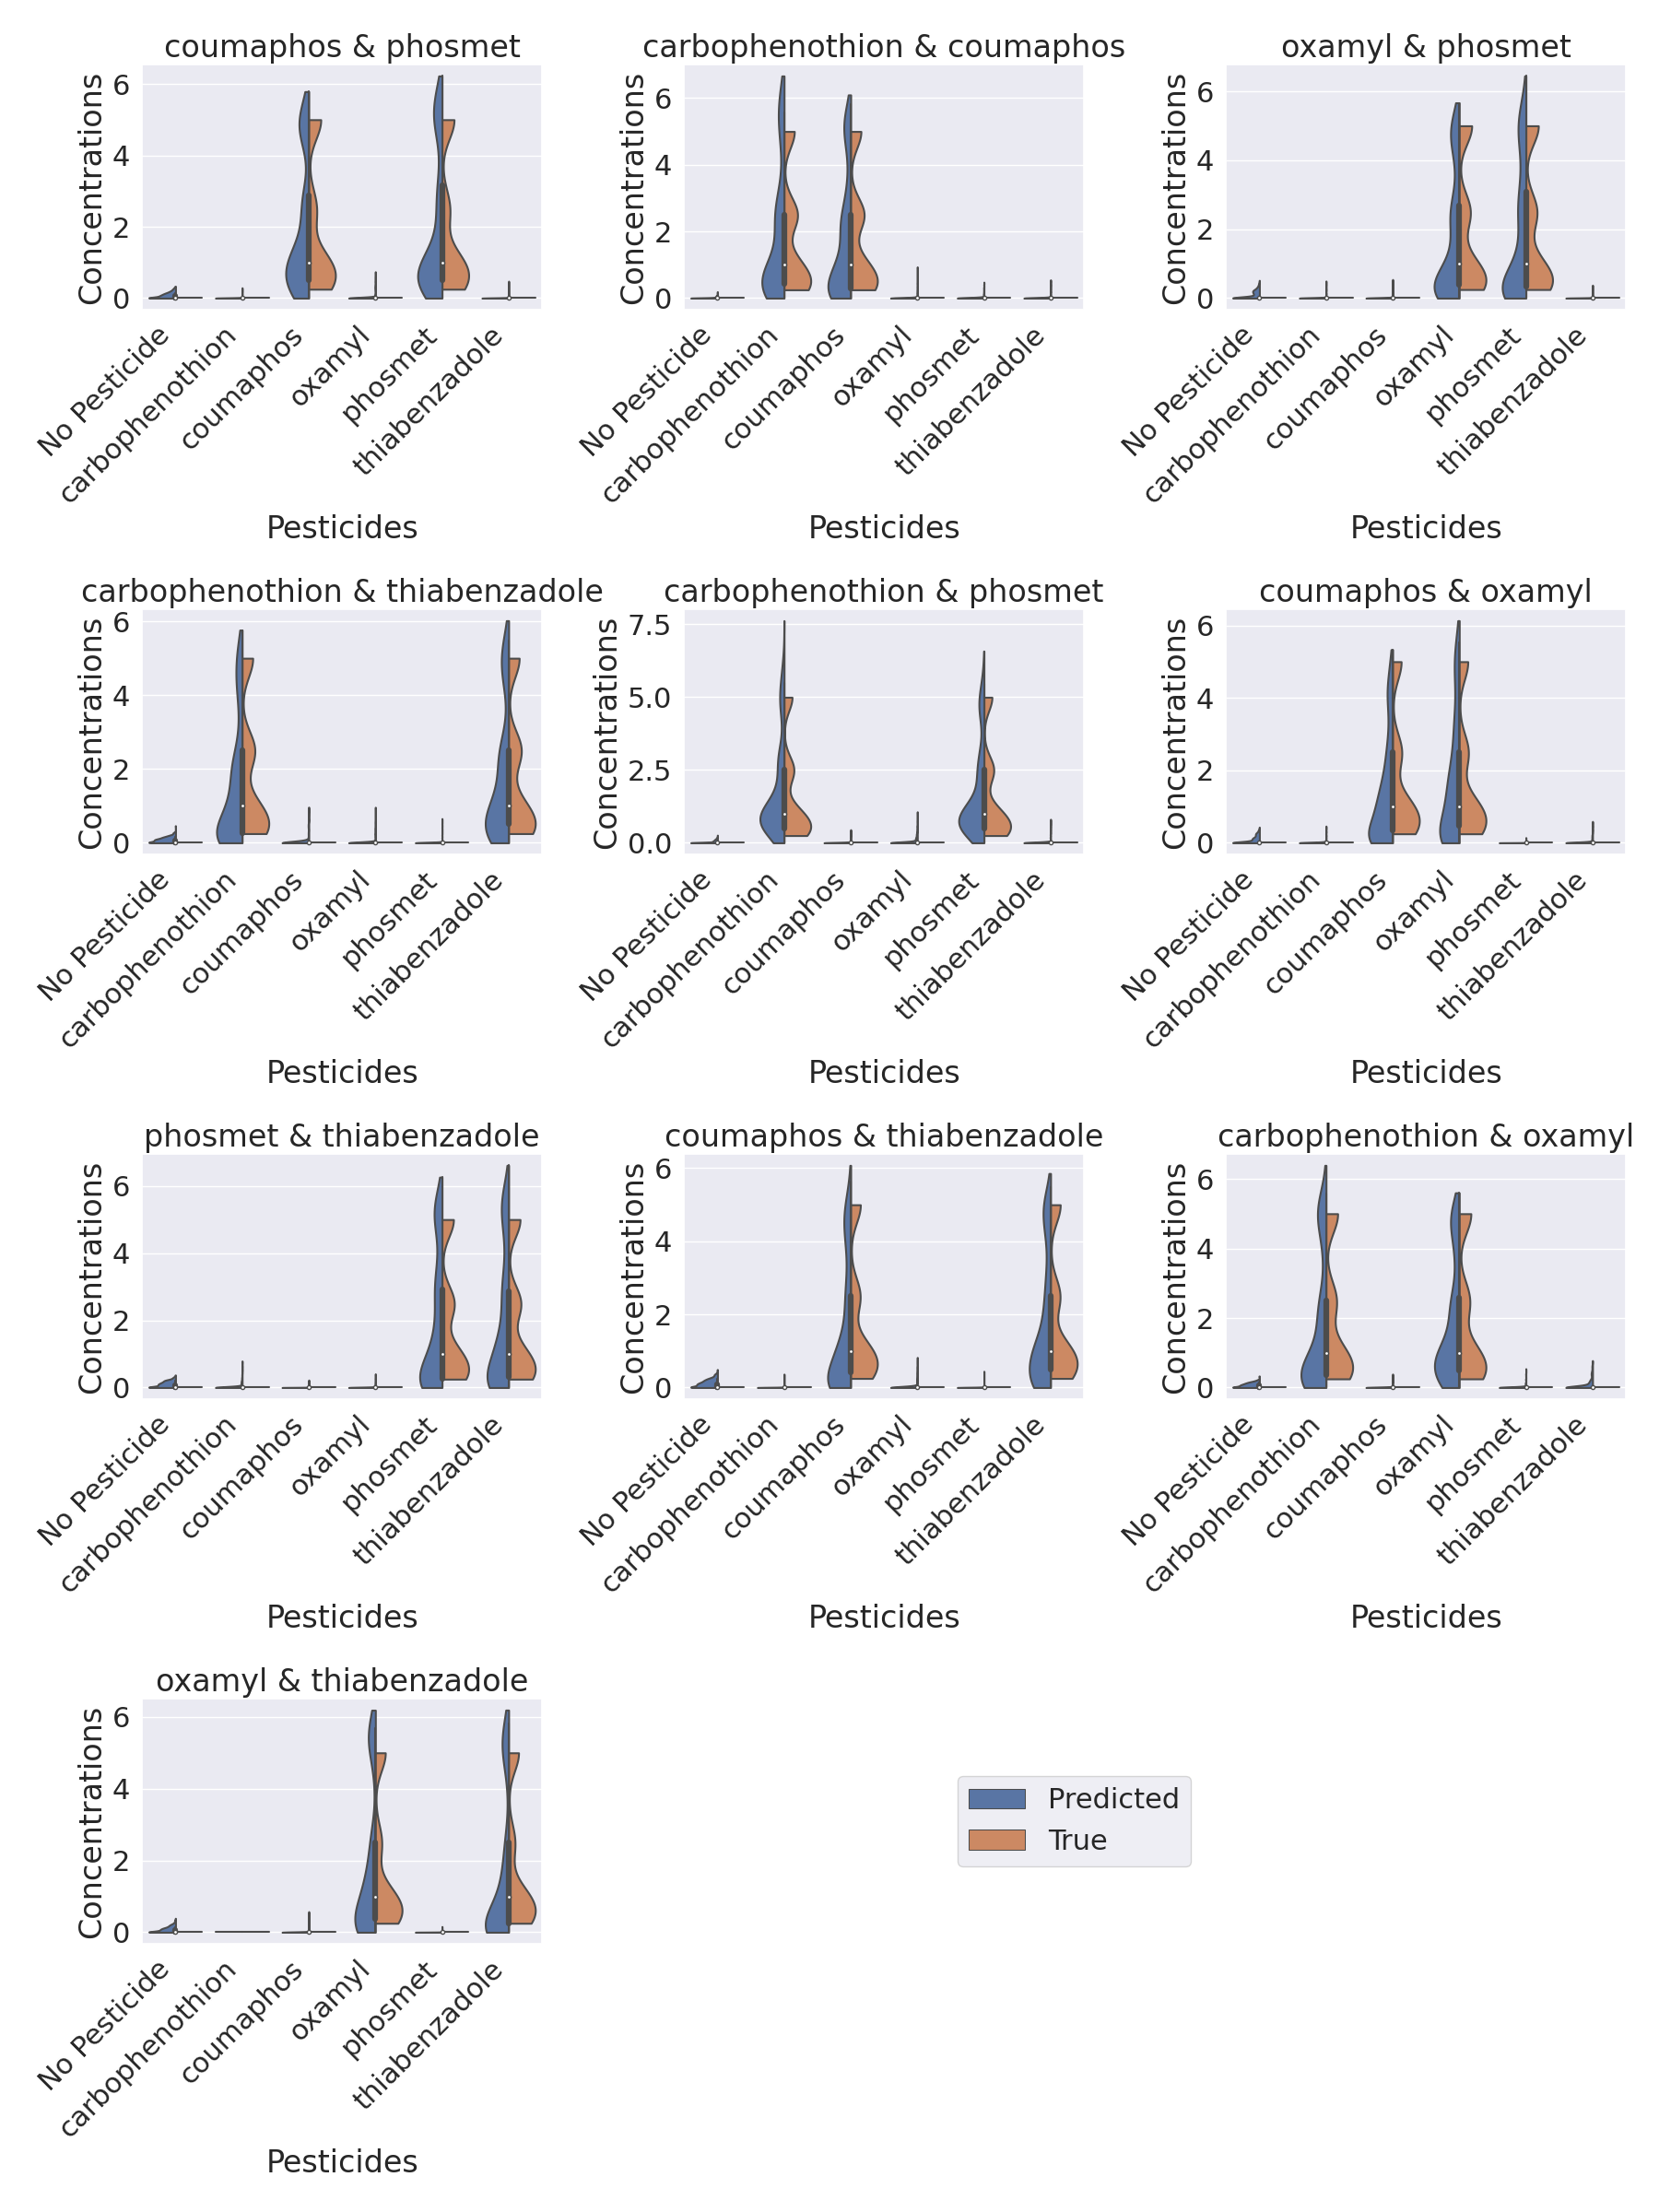 coumaphos & phosmet
Concentrations
6
4
2
0
No Pesticide
carbophenothion
coumaphos
oxamyl
phosmet
thiabenzadole
Pesticides
carbophenothion & coumaphos
Concentrations
6
4
2
0
No Pesticide
carbophenothion
coumaphos
oxamyl
phosmet
thiabenzadole
Pesticides
oxamyl & phosmet
Concentrations
6
4
2
0
No Pesticide
carbophenothion
coumaphos
oxamyl
phosmet
thiabenzadole
Pesticides
carbophenothion & thiabenzadole
Concentrations
6
4
2
0
No Pesticide
carbophenothion
coumaphos
oxamyl
phosmet
thiabenzadole
Pesticides
carbophenothion & phosmet
Concentrations
7.5
5.0
2.5
0.0
No Pesticide
carbophenothion
coumaphos
oxamyl
phosmet
thiabenzadole
Pesticides
coumaphos & oxamyl
Concentrations
6
4
2
0
No Pesticide
carbophenothion
coumaphos
oxamyl
phosmet
thiabenzadole
Pesticides
phosmet & thiabenzadole
Concentrations
6
4
2
0
No Pesticide
carbophenothion
coumaphos
oxamyl
phosmet
thiabenzadole
Pesticides
coumaphos & thiabenzadole
Concentrations
6
4
2
0
No Pesticide
carbophenothion
coumaphos
oxamyl
phosmet
thiabenzadole
Pesticides
carbophenothion & oxamyl
Concentrations
6
4
2
0
No Pesticide
carbophenothion
coumaphos
oxamyl
phosmet
thiabenzadole
Pesticides
oxamyl & thiabenzadole
Concentrations
6
4
2
0
No Pesticide
carbophenothion
coumaphos
oxamyl
phosmet
thiabenzadole
Pesticides
Predicted
True